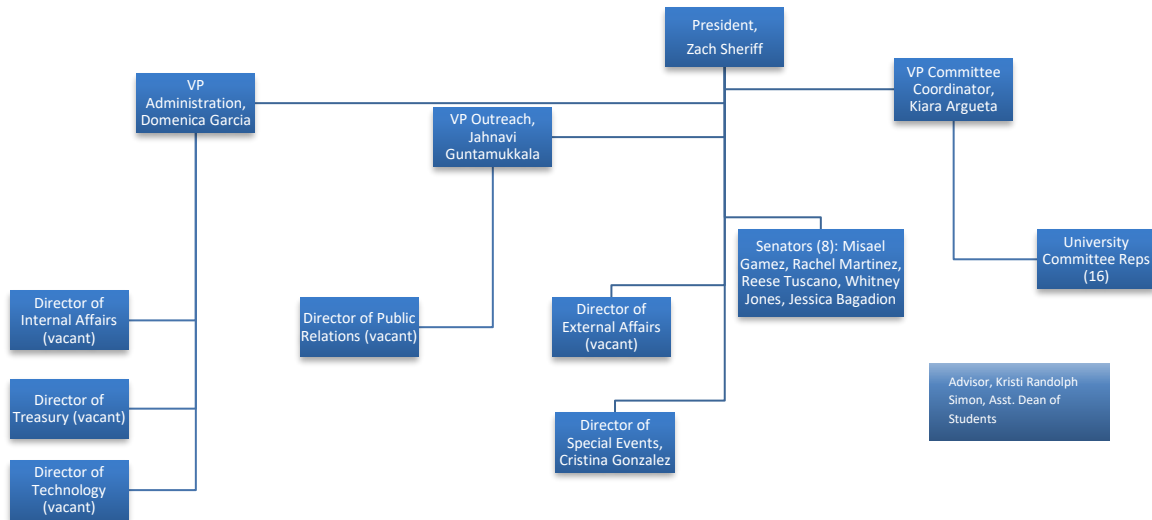 President,
Zach Sheriff
VP
Administration,
Domenica Garcia
VP Outreach,
Jahnavi
Guntamukkala
VP Committee
Coordinator,
Kiara Argueta
Senators (8): Misael
Gamez, Rachel Martinez,
Reese Tuscano, Whitney
Jones, Jessica Bagadion
University
Committee Reps
(16)
Director of
Internal Affairs
(vacant)
Director of Public
Relations (vacant)
Director of
External Affairs
(vacant)
Advisor, Kristi Randolph
Simon, Asst. Dean of
Students
Director of
Treasury (vacant)
Director of
Special Events,
Cristina Gonzalez
Director of
Technology
(vacant)